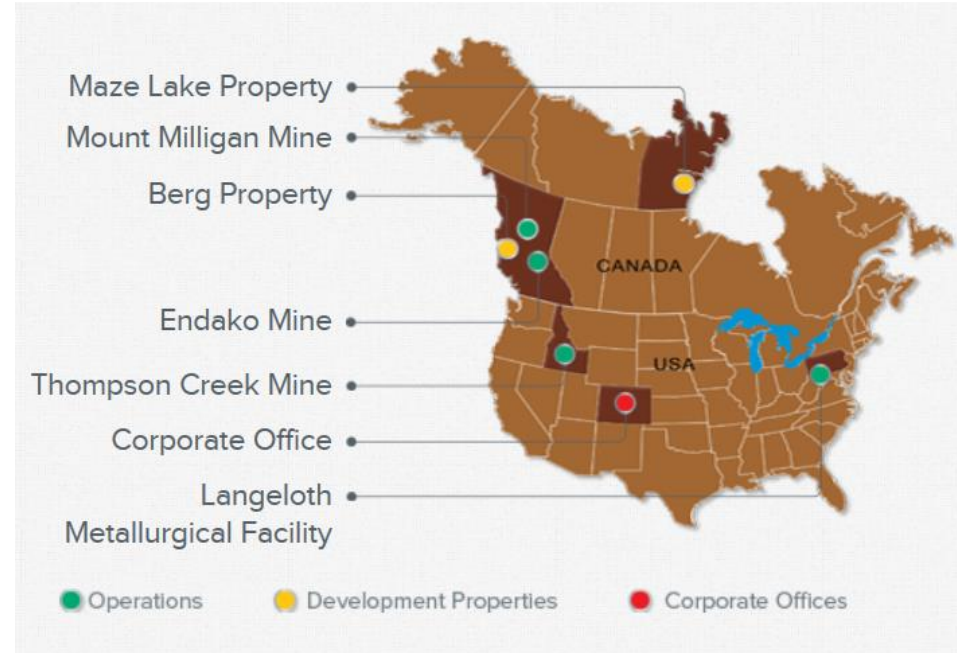 Maze Lake Property
Mount Milligan Mine
Berg Property
CANADA
Endako Mine
USA
Thompson Creek Mine
Corporate Office
Langeloth
Metallurgical Facility
Operations
Development Properties
Corporate Offices